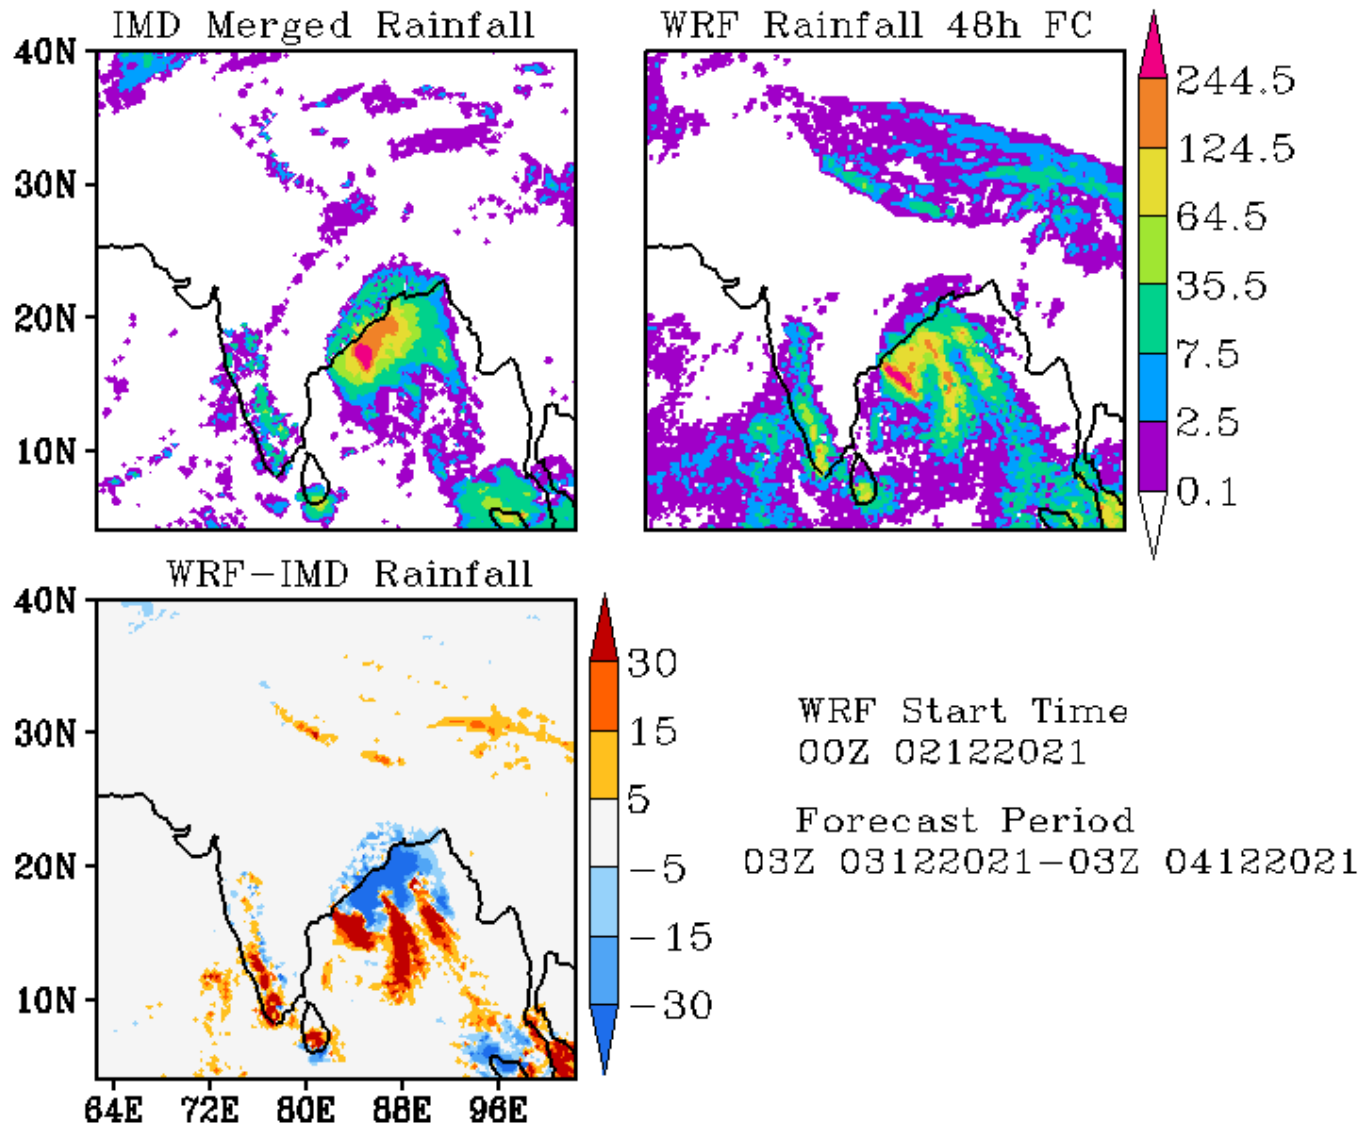 IMD Merged Rainfall
WRF Rainfall 48h FC
40N
30N
20N
10N
244.5
124.5
64.5
35.5
7.5
2.5
0.1
WRF-IMD Rainfall
40N
30N
20N
10N
64E 72E 80E 88E 96E
30
15
5
-5
-15
-30
WRF Start Time
00Z 02122021
Forecast Period
03Z 03122021-03Z 04122021